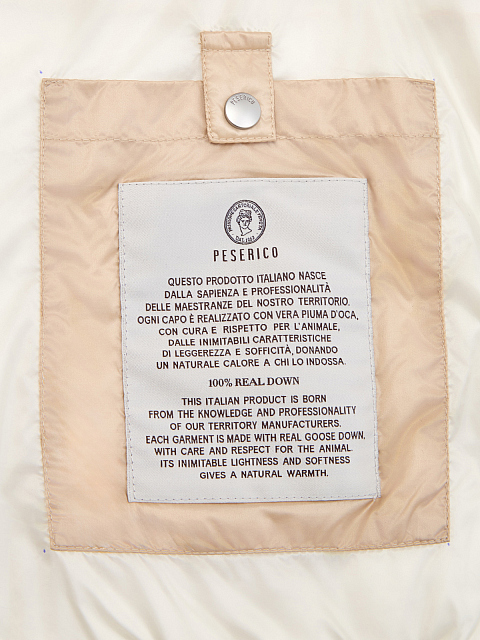 PESERICO
PESERICO
QUESTO PRODOTTO ITALIANO NASCE
DALLA SAPIENZA E PROFESSIONALITÀ
DELLE MAESTRANZE DEL NOSTRO TERRITORIO.
OGNI CAPO È REALIZZATO CON VERA PIUMA D'OCA,
CON CURA E RISPETTO PER L'ANIMALE,
DALLE INIMITABILI CARATTERISTICHE
DI LEGGEREZZA E SOFFICITÀ, DONANDO
UN NATURALE CALORE A CHI LO INDOSSA.
100% REAL DOWN
THIS ITALIAN PRODUCT IS BORN
FROM THE KNOWLEDGE AND PROFESSIONALITY
OF OUR TERRITORY MANUFACTURERS.
EACH GARMENT IS MADE WITH REAL GOOSE DOWN,
WITH CARE AND RESPECT FOR THE ANIMAL.
ITS INIMITABLE LIGHTNESS AND SOFTNESS
GIVES A NATURAL WARMTH.